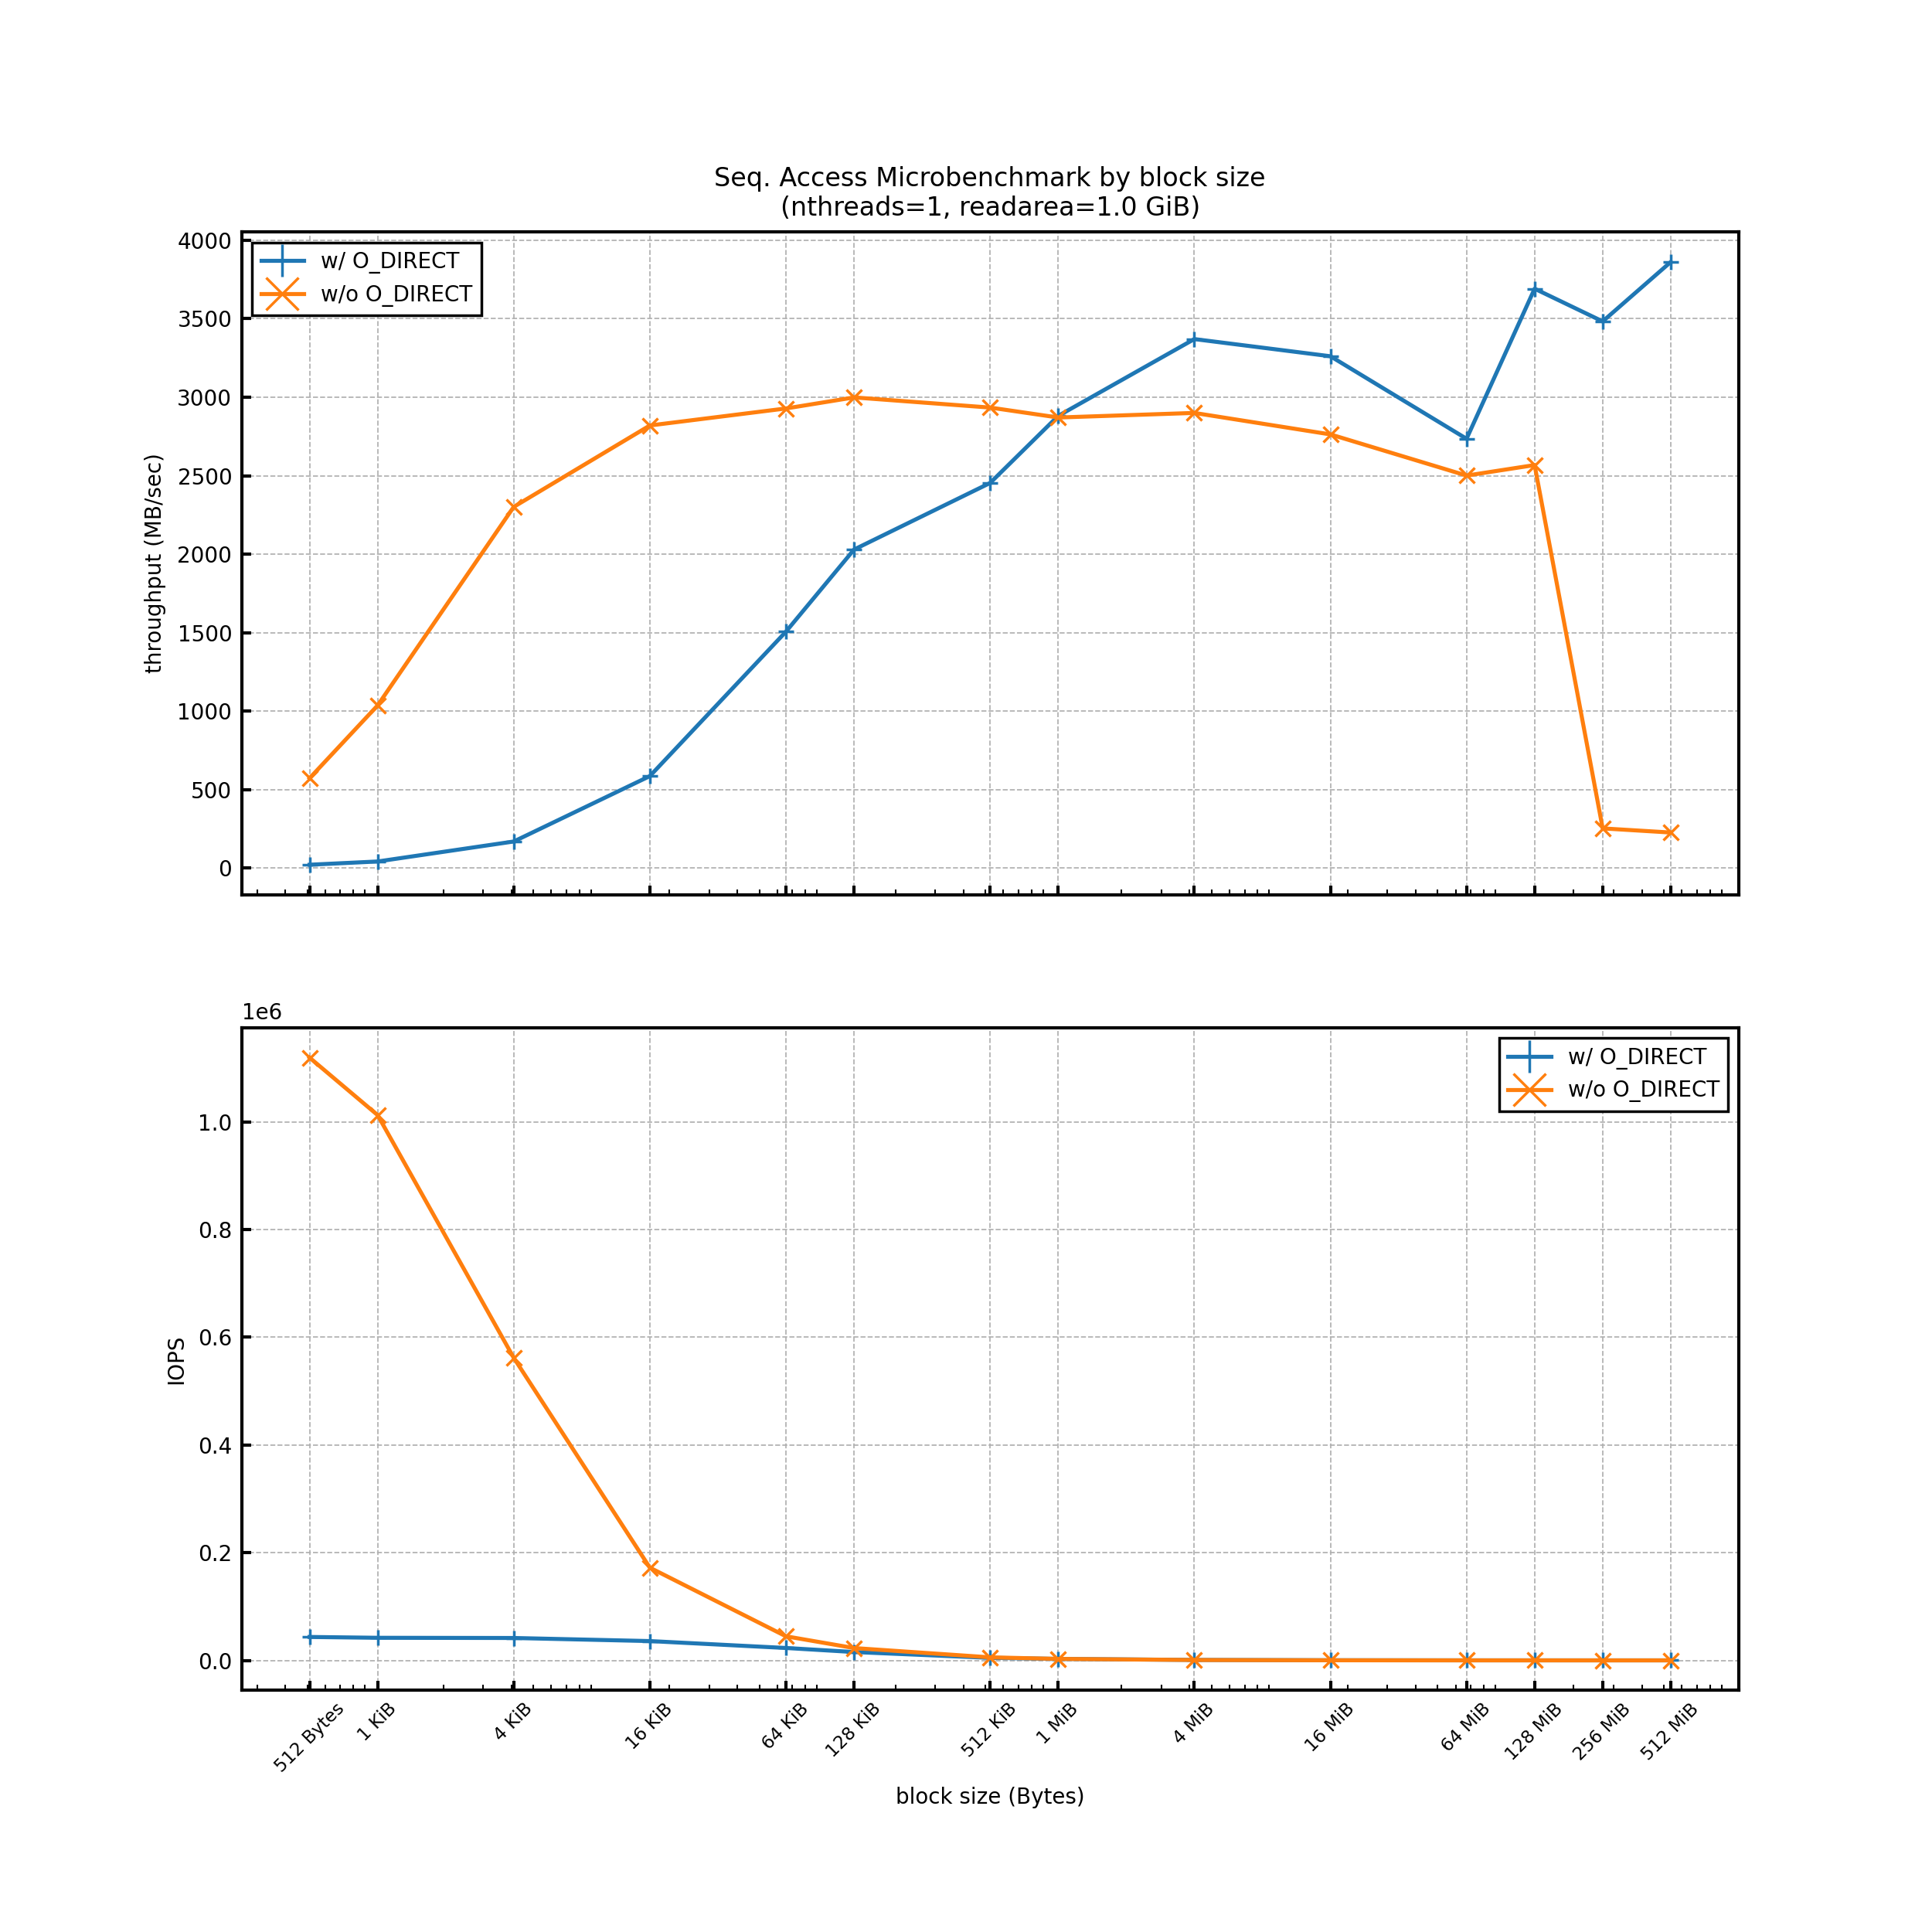 Seq. Access Microbenchmark by block size
(nthreads=1, readarea=1.0 GiB)
w/ O_DIRECT
w/o O_DIRECT
4000
3500
3000
2500
2000
1500
1000
500
0
throughput (MB/sec)
1e6
w/ O_DIRECT
w/o O_DIRECT
1.0
0.8
0.6
0.4
0.2
0.0
IOPS
512 Bytes
1 KiB
4 KiB
16 KiB
64 KiB
128 KiB
512 KiB
1 MiB
4 MiB
16 MiB
64 MiB
128 MiB
256 MiB
512 MiB
block size (Bytes)